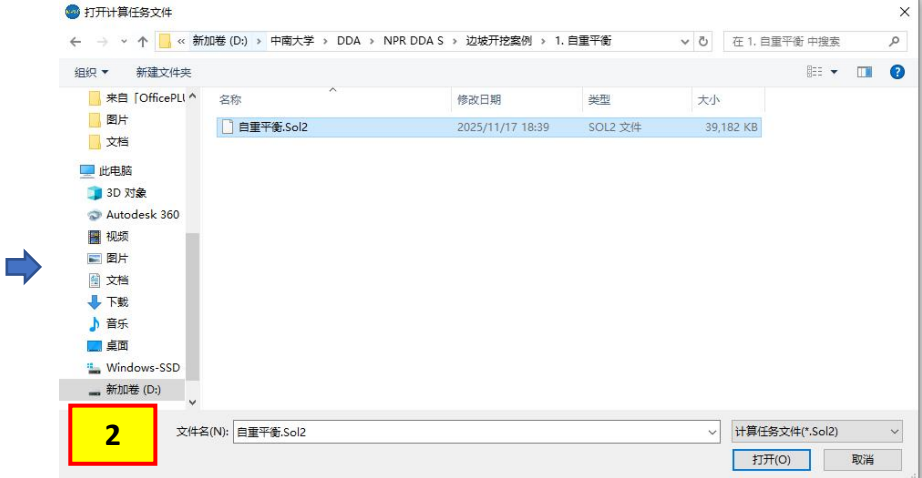 打开计算任务文件
« 新加卷 (D:) › 中南大学 › DDA › NPR DDA S › 边坡开挖案例 › 1. 自重平衡
在 1. 自重平衡 中搜索
组织 新建文件夹
名称 修改日期 类型 大小
自重平衡.Sol2 2025/11/17 18:39 SOL2 文件 39,182 KB
来自「OfficePLU
图片
文档
此电脑
3D 对象
Autodesk 360
视频
图片
文档
下载
音乐
桌面
Windows-SSD
新加卷 (D:)
2
文件名(N): 自重平衡.Sol2 计算任务文件(*.Sol2)
打开(O) 取消